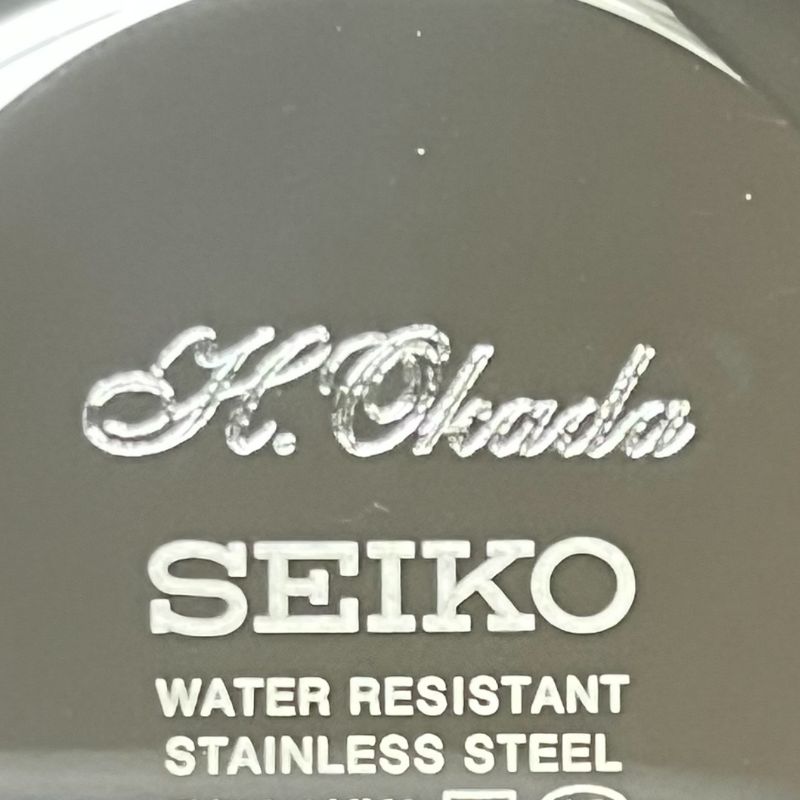 H. Okada
SEIKO
WATER RESISTANT
STAINLESS STEEL